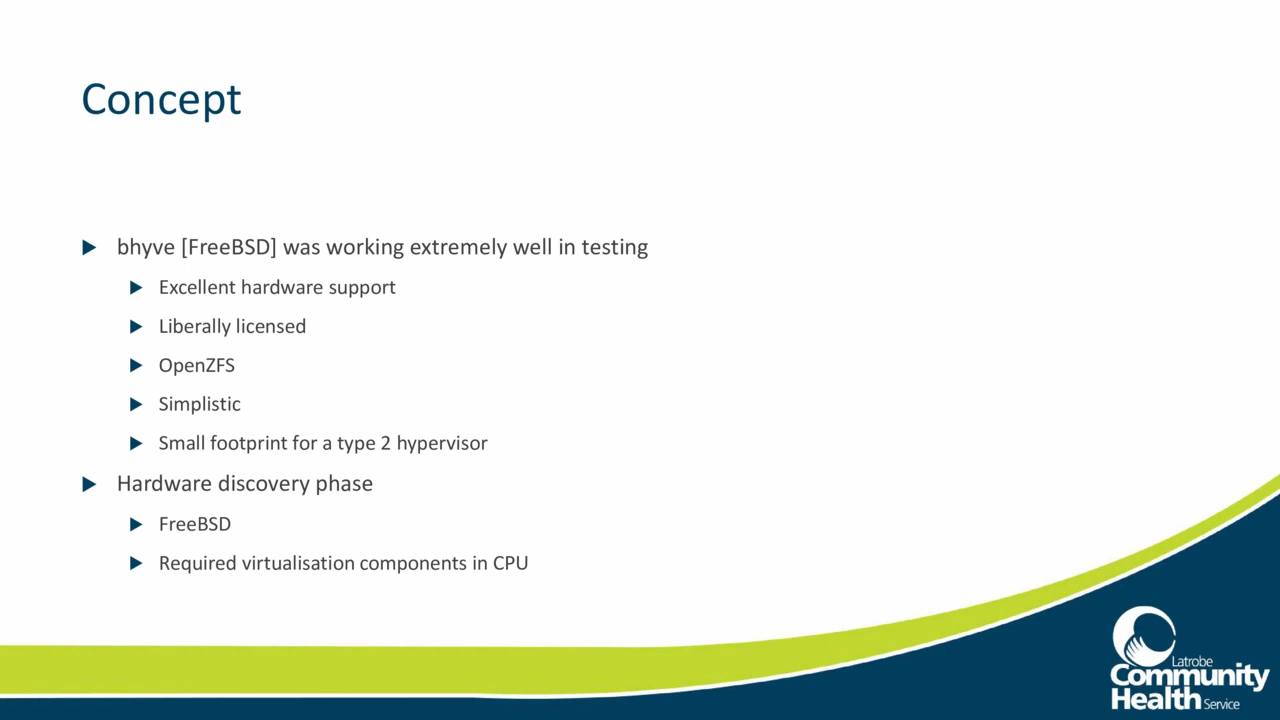 Concept
bhyve [FreeBSD] was working extremely well in testing
Excellent hardware support
Liberally licensed
OpenZFS
Simplistic
Small footprint for a type 2 hypervisor
Hardware discovery phase
FreeBSD
Required virtualisation components in CPU
Latrobe
Community
Health Service